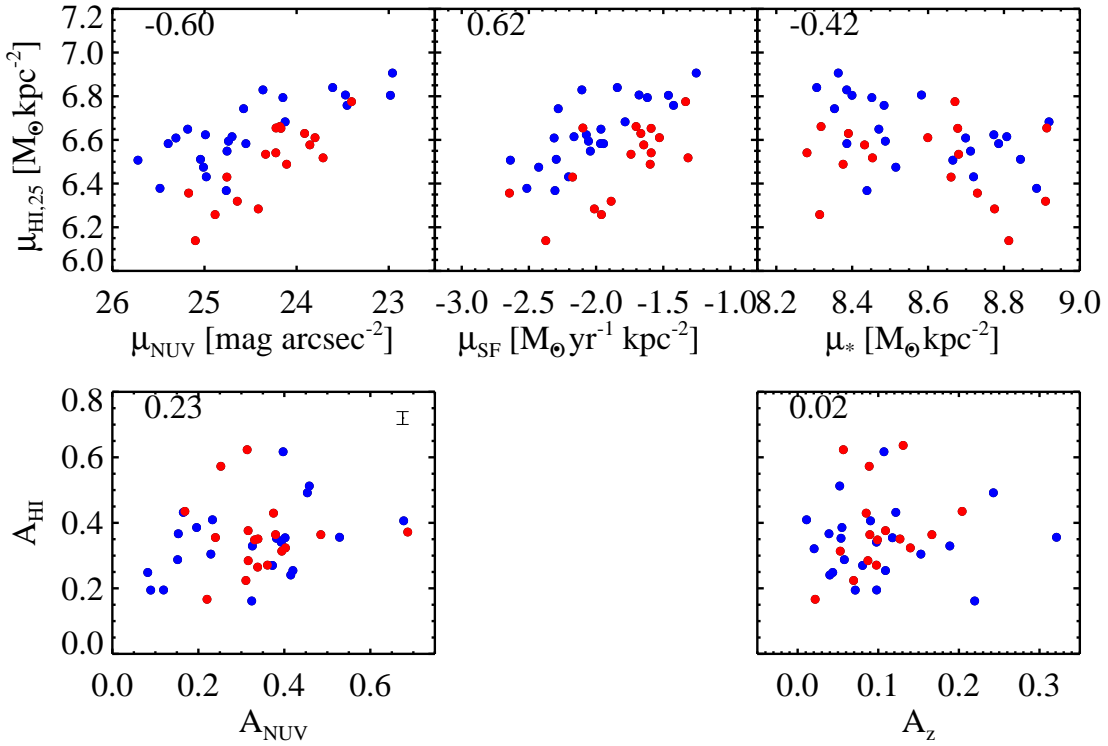 -0.60 0.62 -0.42
7.2
7.0
6.8
6.6
6.4
6.2
6.0
μHI,25 [M⊙ kpc-2]
26 25 24 23 -3.0 -2.5 -2.0 -1.5 -1.0 8.2 8.4 8.6 8.8 9.0
μNUV [mag arcsec-2] μSF [M⊙ yr-1 kpc-2] μ* [M⊙ kpc-2]
0.23 0.02
0.8
0.6
0.4
0.2
0.0
AHI
0.0 0.2 0.4 0.6 0.0 0.1 0.2 0.3
ANUV Az